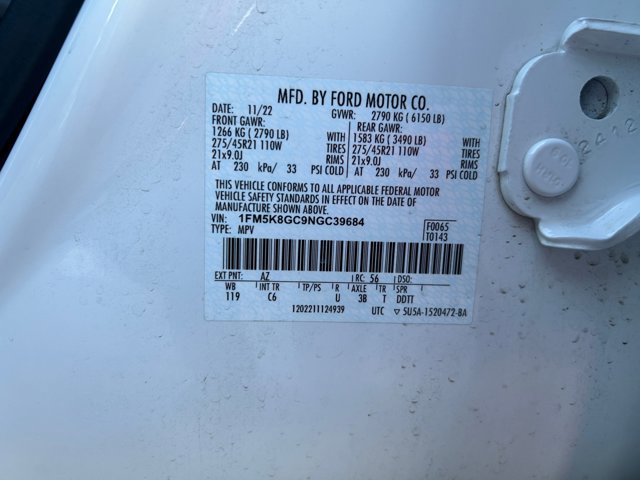 MFD. BY FORD MOTOR CO.
DATE: 11/22 GVWR: 2790 KG ( 6150 LB)
FRONT GAWR: REAR GAWR:
1266 KG ( 2790 LB) WITH 1583 KG ( 3490 LB) WITH
275/45R21 110W TIRES 275/45R21 110W TIRES
21x9.0J RIMS 21x9.0J RIMS
AT 230 kPa/ 33 PSI COLD AT 230 kPa/ 33 PSI COLD
THIS VEHICLE CONFORMS TO ALL APPLICABLE FEDERAL MOTOR
VEHICLE SAFETY STANDARDS IN EFFECT ON THE DATE OF
MANUFACTURE SHOWN ABOVE.
VIN: 1FM5K8GC9NGC39684 F0065
TYPE: MPV T0143
EXT PNT: AZ RC: 56 DSO:
WB INT TR TP/PS R AXLE TR SPR
119 C6 U 3B T DDTT
1202211124939 UTC ▽ 5U5A-1520472-BA
2412